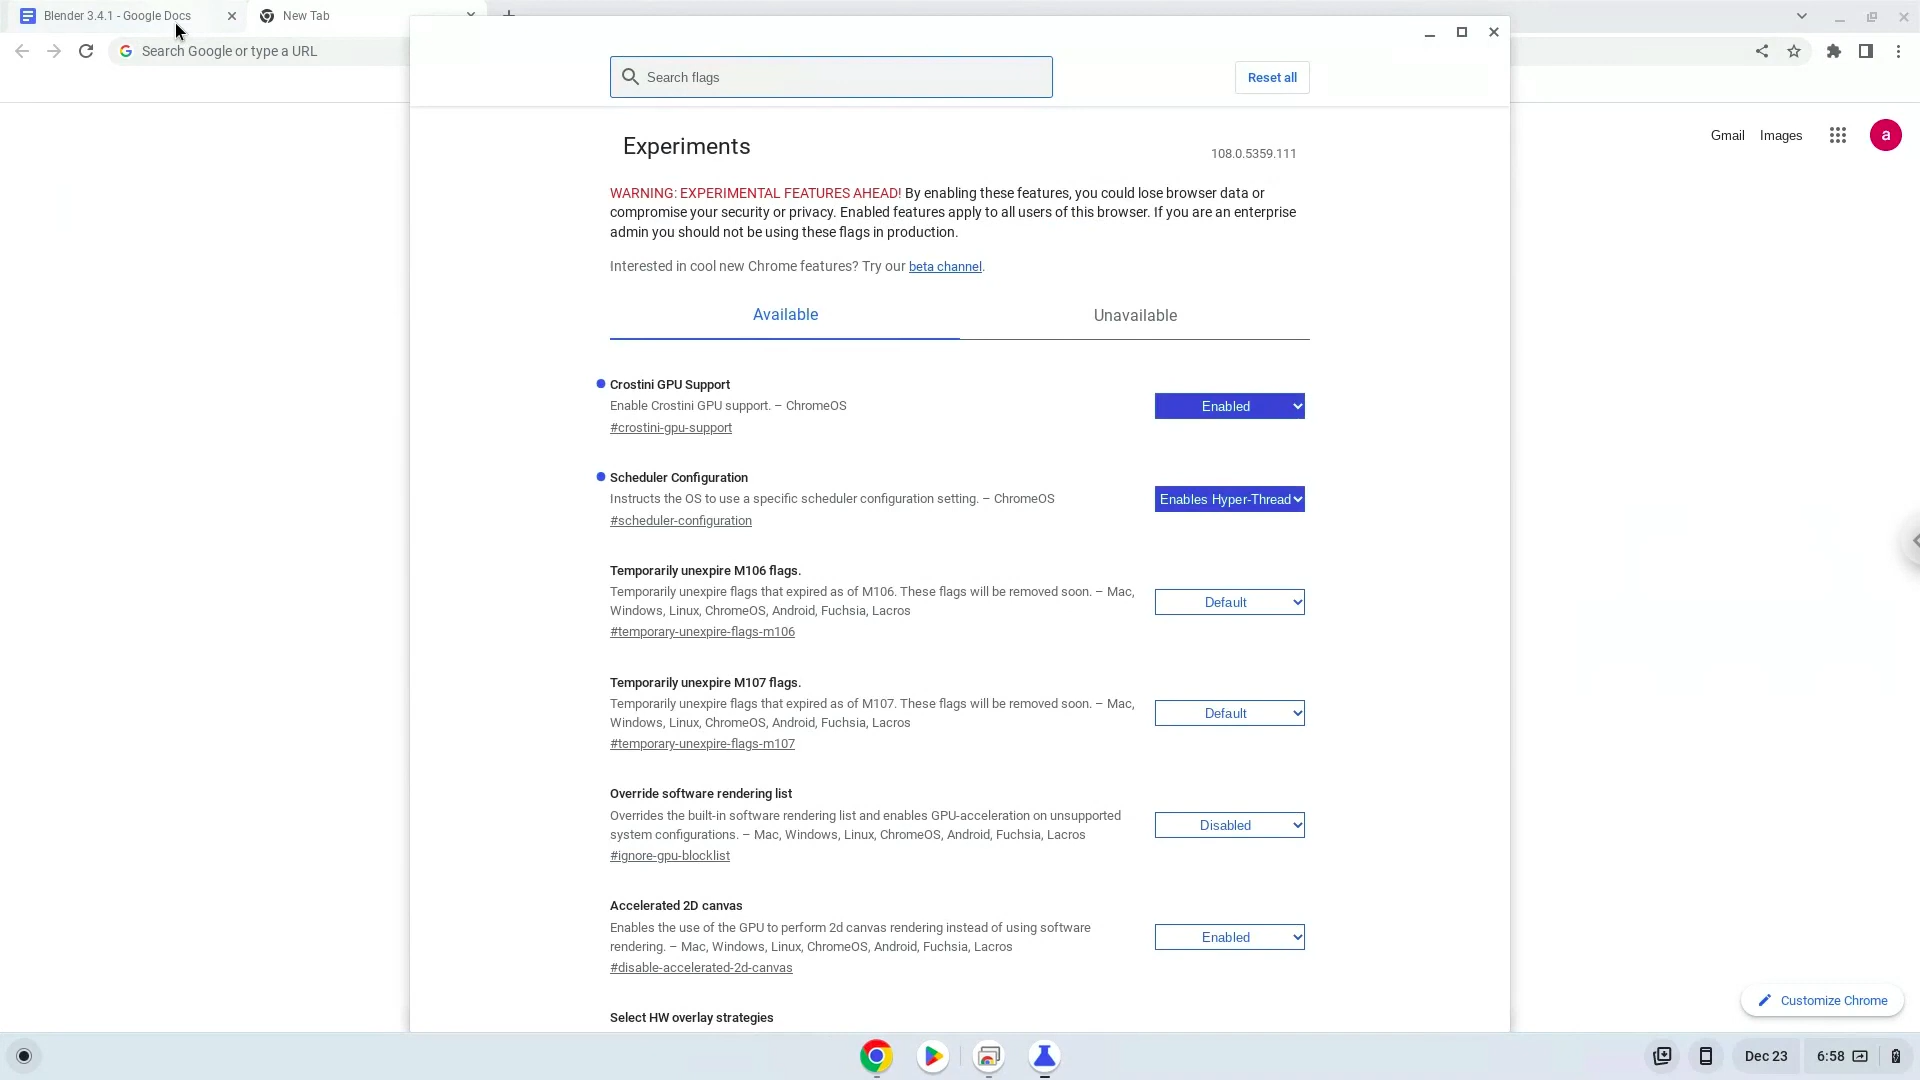 Blender 3.4.1 - Google Docs
New Tab
Search Google or type a URL
Search flags
Reset all
Gmail
Images
a
Experiments
108.0.5359.111
WARNING: EXPERIMENTAL FEATURES AHEAD! By enabling these features, you could lose browser data or
compromise your security or privacy. Enabled features apply to all users of this browser. If you are an enterprise
admin you should not be using these flags in production.
Interested in cool new Chrome features? Try our beta channel.
Available
Unavailable
Crostini GPU Support
Enable Crostini GPU support. – ChromeOS
#crostini-gpu-support
Enabled
Scheduler Configuration
Instructs the OS to use a specific scheduler configuration setting. – ChromeOS
#scheduler-configuration
Enables Hyper-Thread
Temporarily unexpire M106 flags.
Temporarily unexpire flags that expired as of M106. These flags will be removed soon. – Mac,
Windows, Linux, ChromeOS, Android, Fuchsia, Lacros
#temporary-unexpire-flags-m106
Default
Temporarily unexpire M107 flags.
Temporarily unexpire flags that expired as of M107. These flags will be removed soon. – Mac,
Windows, Linux, ChromeOS, Android, Fuchsia, Lacros
#temporary-unexpire-flags-m107
Default
Override software rendering list
Overrides the built-in software rendering list and enables GPU-acceleration on unsupported
system configurations. – Mac, Windows, Linux, ChromeOS, Android, Fuchsia, Lacros
#ignore-gpu-blocklist
Disabled
Accelerated 2D canvas
Enables the use of the GPU to perform 2d canvas rendering instead of using software
rendering. – Mac, Windows, Linux, ChromeOS, Android, Fuchsia, Lacros
#disable-accelerated-2d-canvas
Enabled
Select HW overlay strategies
Customize Chrome
Dec 23
6:58